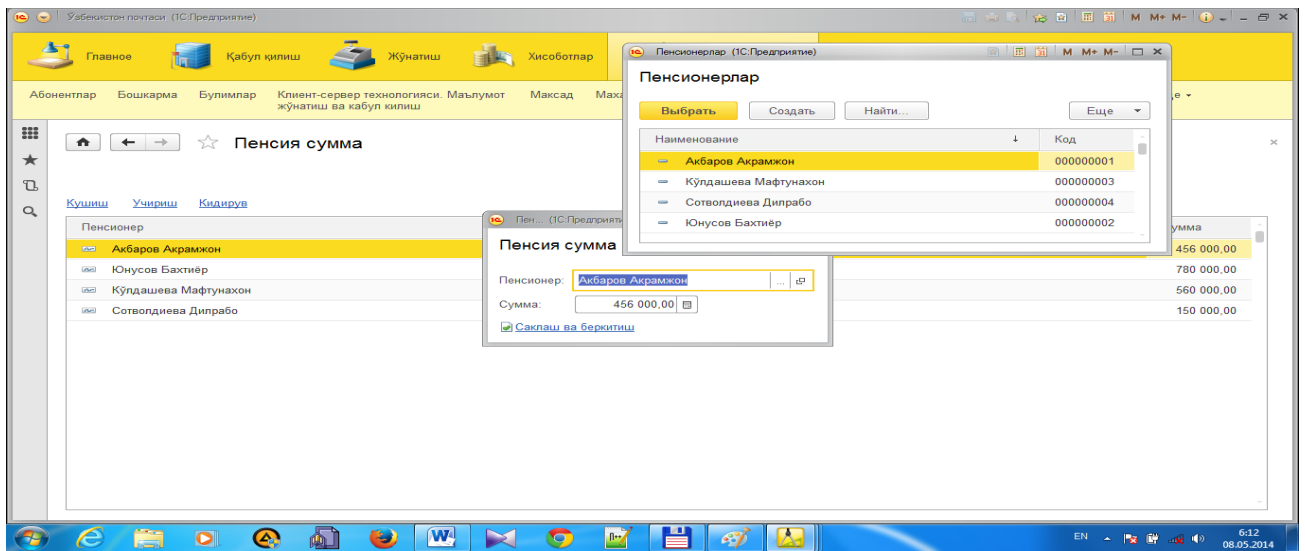 Ўзбекистон почтаси (1С:Предприятие)
M M+ M-
Главное
Қабул қилиш
Жўнатиш
Хисоботлар
Абонентлар
Бошкарма
Булимлар
Клиент-сервер технологияси. Маълумот
жўнатиш ва кабул килиш
Максад
Пенсия сумма
Кушиш
Учириш
Кидирув
Пенсионер
умма
Акбаров Акрамжон 456 000,00
Юнусов Бахтиёр 780 000,00
Кўлдашева Мафтунахон 560 000,00
Сотволдиева Дилрабо 150 000,00
Пен... (1С:Предприяти
Пенсия сумма
Пенсионер: Акбаров Акрамжон ...
Сумма: 456 000,00
Саклаш ва беркитиш
Пенсионерлар (1С:Предприятие)
M M+ M-
Пенсионерлар
Выбрать
Создать
Найти...
Еще
Наименование ↓ Код
Акбаров Акрамжон 000000001
Кўлдашева Мафтунахон 000000003
Сотволдиева Дилрабо 000000004
Юнусов Бахтиёр 000000002
EN
6:12
08.05.2014